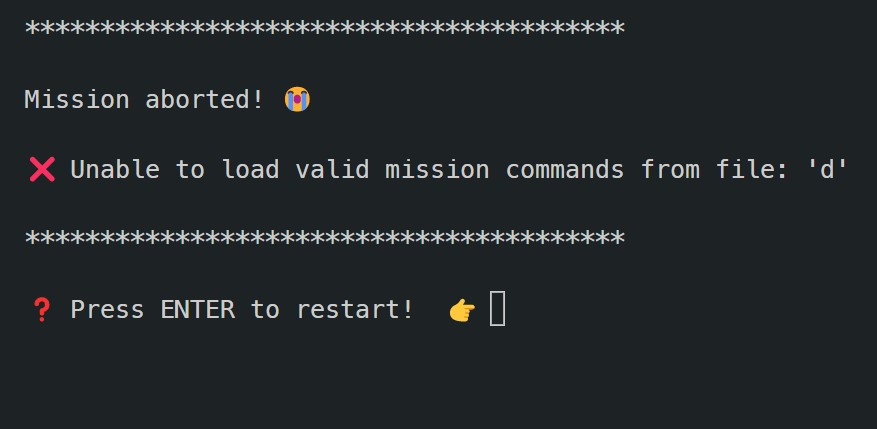 ****************************************
Mission aborted! 😭
❌ Unable to load valid mission commands from file: 'd'
****************************************
❓ Press ENTER to restart! 👉